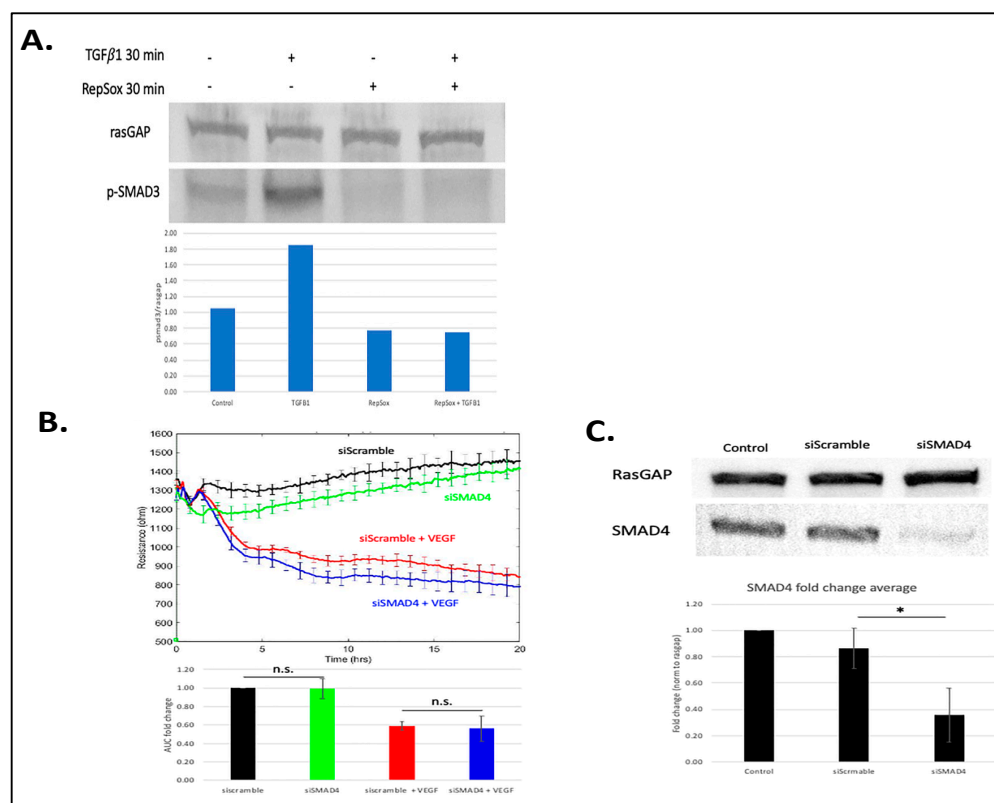 A.
TGFβ1 30 min - + - +
RepSox 30 min - - + +
rasGAP
p-SMAD3
2.00
1.80
1.60
1.40
1.20
1.00
0.80
0.60
0.40
0.20
0.00
psmad3/rasgap
Control TGFB1 RepSox RepSox + TGFB1
B.
1600
1500
1400
1300
1200
1100
1000
900
800
700
600
500
Resistance (ohm)
siScramble
siSMAD4
siScramble + VEGF
siSMAD4 + VEGF
0 5 10 15 20
Time (hrs)
1.20
1.00
0.80
0.60
0.40
0.20
0.00
AUC fold change
n.s.
n.s.
siscramble siSMAD4 siscramble + VEGF siSMAD4 + VEGF
C.
Control siScramble siSMAD4
RasGAP
SMAD4
SMAD4 fold change average
*
1.00
0.80
0.60
0.40
0.20
0.00
Fold change (norm to rasgap)
Control siScrmable siSMAD4